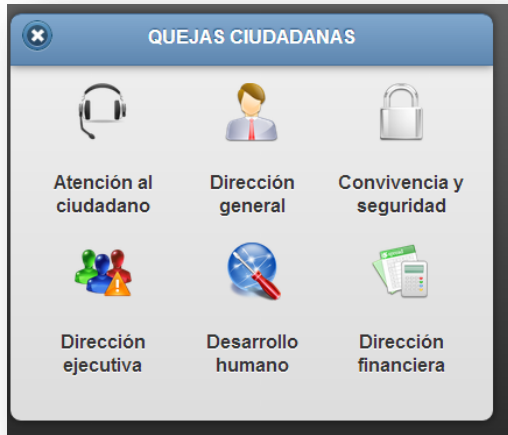 QUEJAS CIUDADANAS
Atención al
ciudadano
Dirección
general
Convivencia y
seguridad
Dirección
ejecutiva
Desarrollo
humano
Dirección
financiera